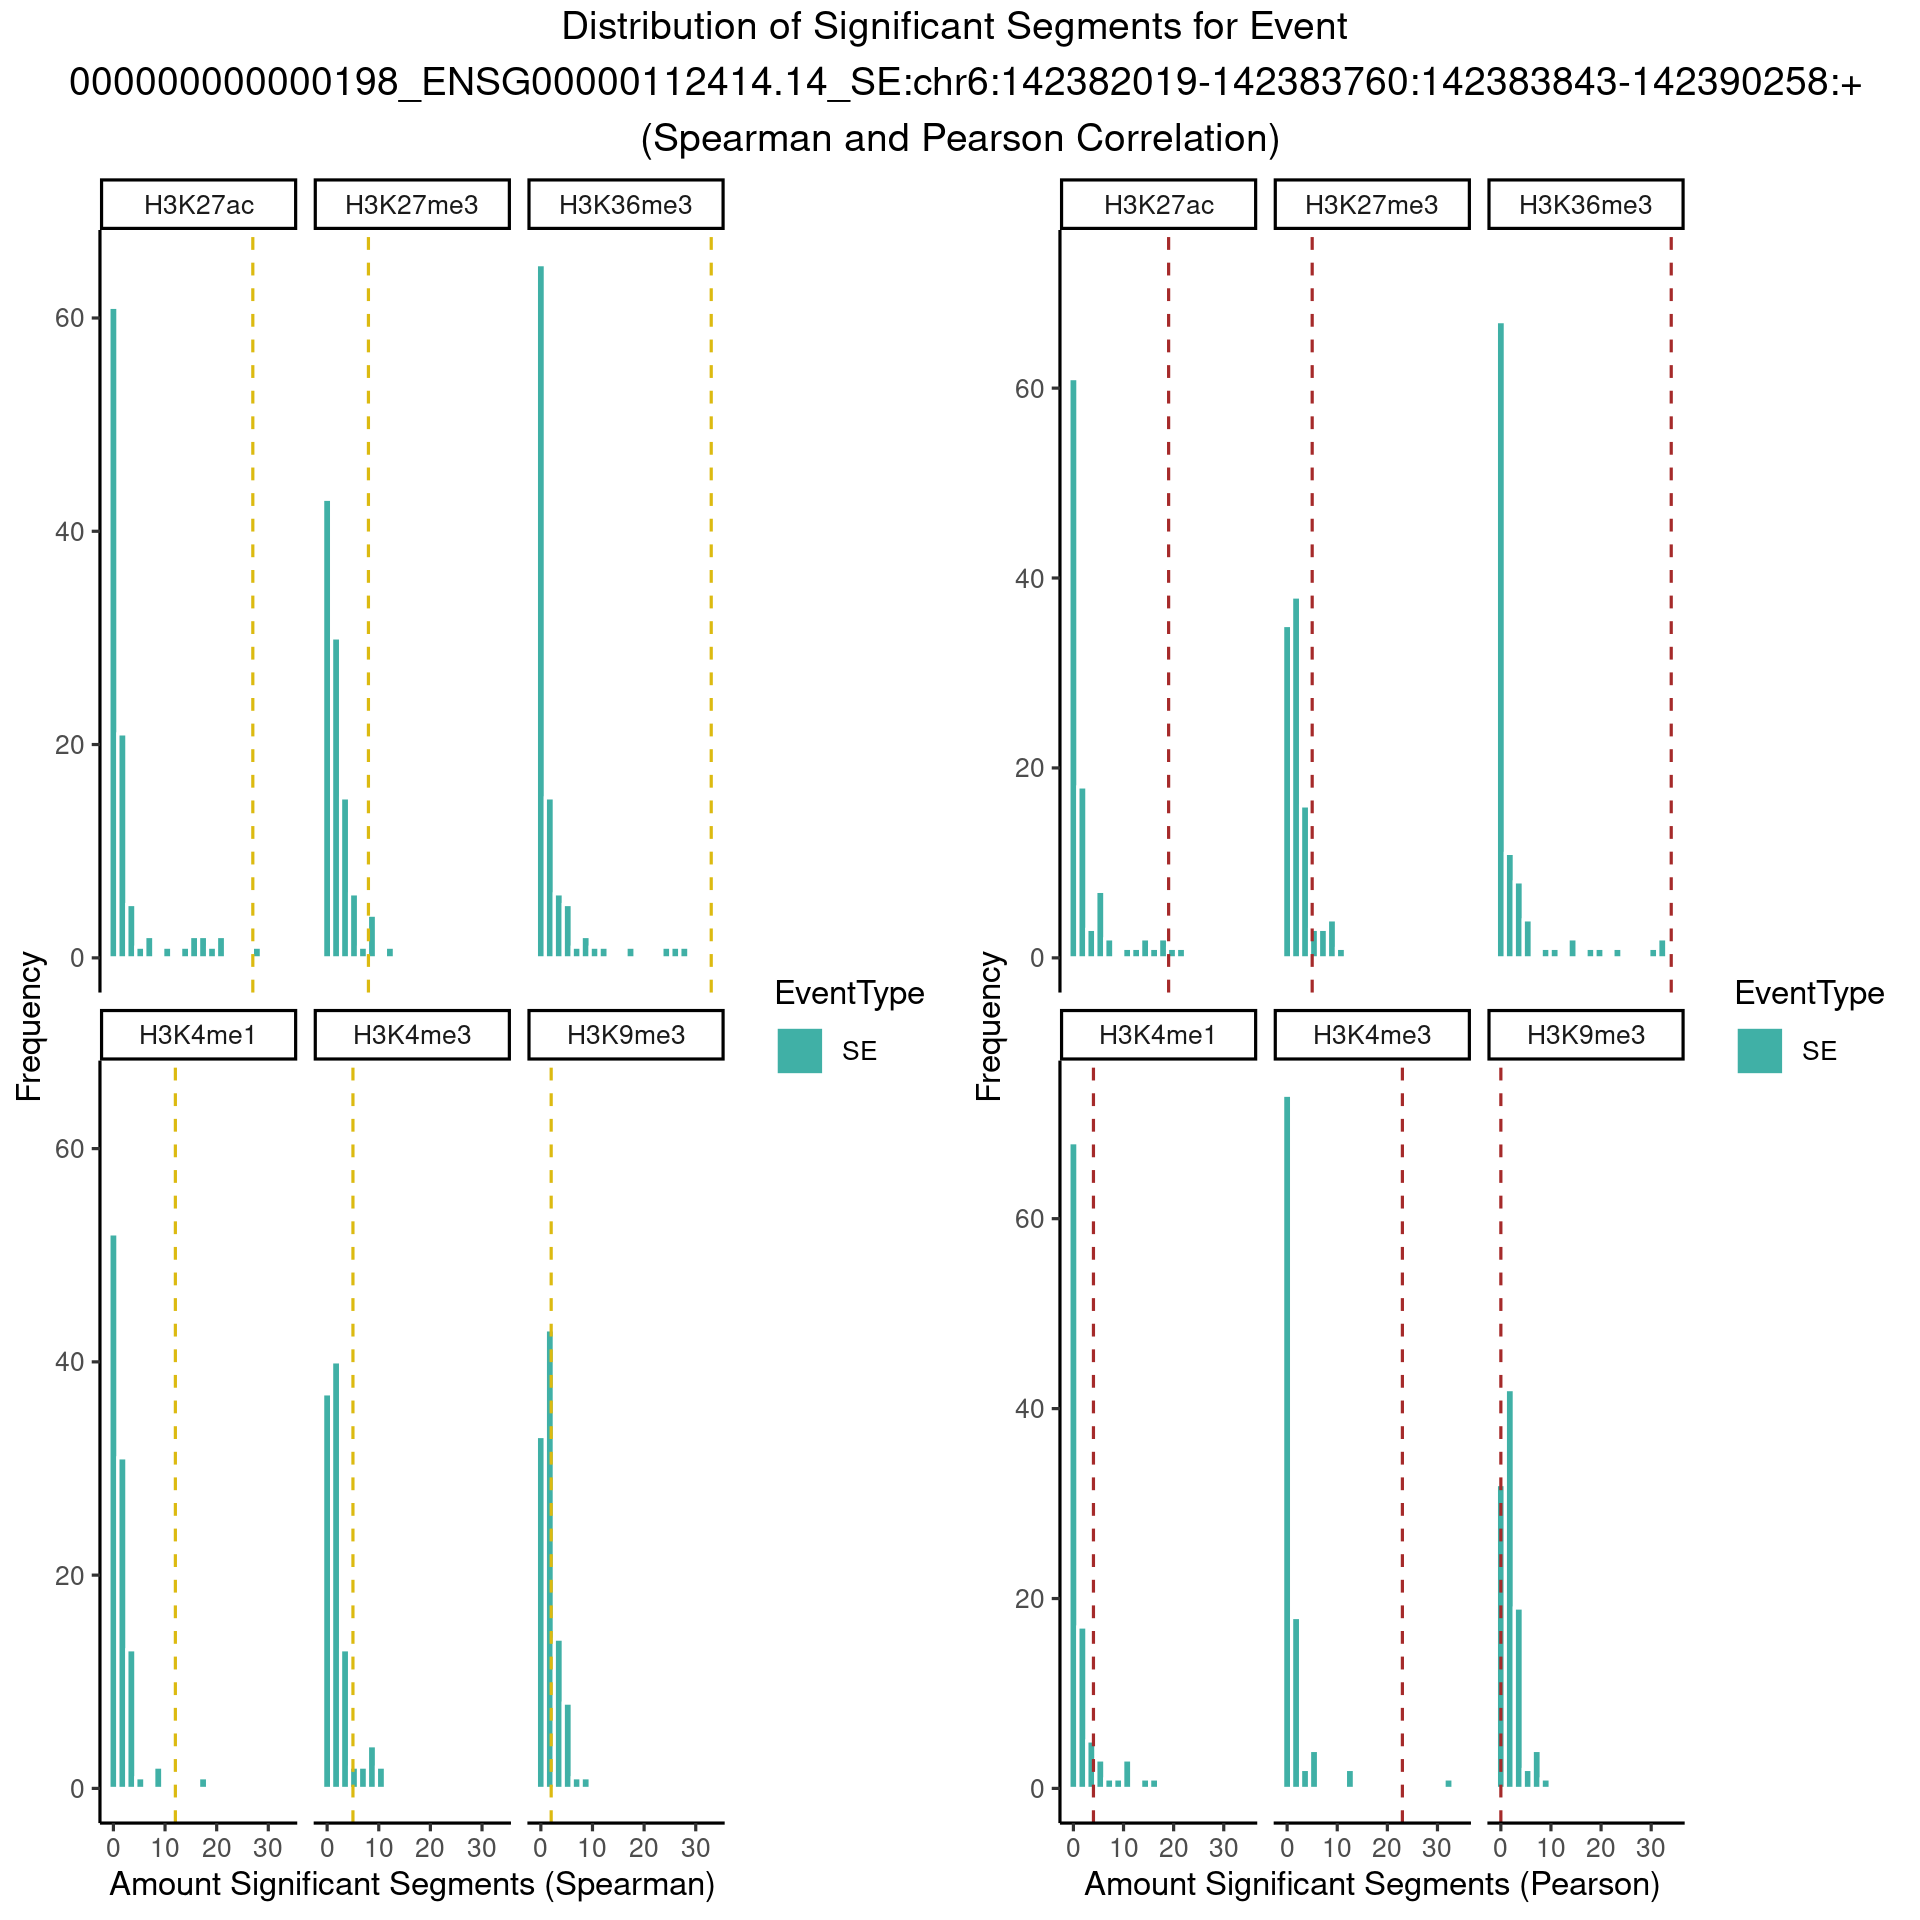 Distribution of Significant Segments for Event
000000000000198_ENSG00000112414.14_SE:chr6:142382019-142383760:142383843-142390258:+
(Spearman and Pearson Correlation)
H3K27ac
H3K27me3
H3K36me3
60
40
20
0
H3K4me1
H3K4me3
H3K9me3
60
40
20
0
0 10 20 30
0 10 20 30
0 10 20 30
Frequency
Amount Significant Segments (Spearman)
EventType
SE
H3K27ac
H3K27me3
H3K36me3
60
40
20
0
H3K4me1
H3K4me3
H3K9me3
60
40
20
0
0 10 20 30
0 10 20 30
0 10 20 30
Frequency
Amount Significant Segments (Pearson)
EventType
SE